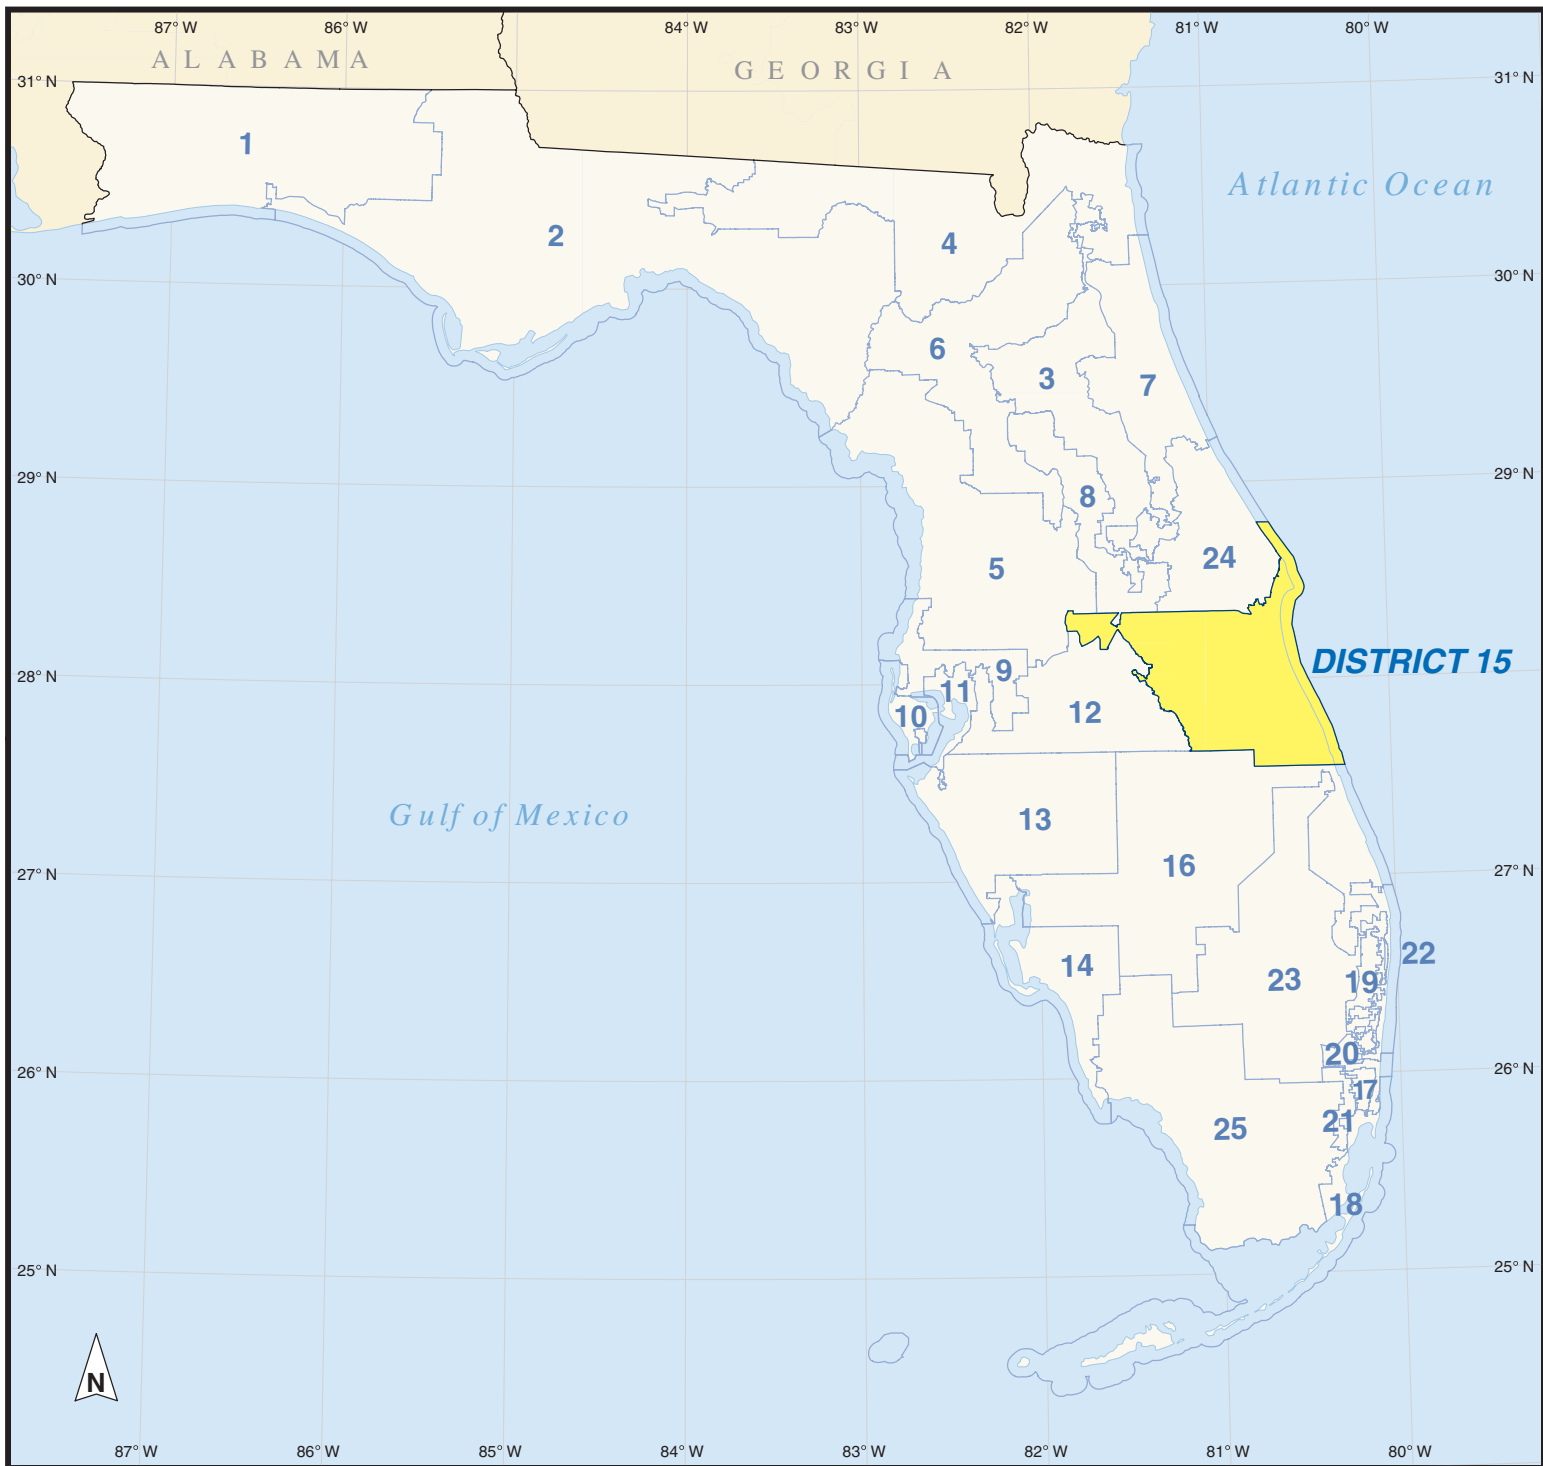 87° W 86° W 84° W 83° W 82° W 81° W 80° W
ALABAMA
GEORGIA
31° N 31° N
1
Atlantic Ocean
2
4
30° N 30° N
6
3
7
29° N 29° N
8
24
5
DISTRICT 15
28° N
9
11
10
12
Gulf of Mexico
13
16
27° N 27° N
22
14
23
19
20
26° N 26° N
17
21
25
18
25° N 25° N
N
87° W 86° W 85° W 84° W 83° W 82° W 81° W 80° W